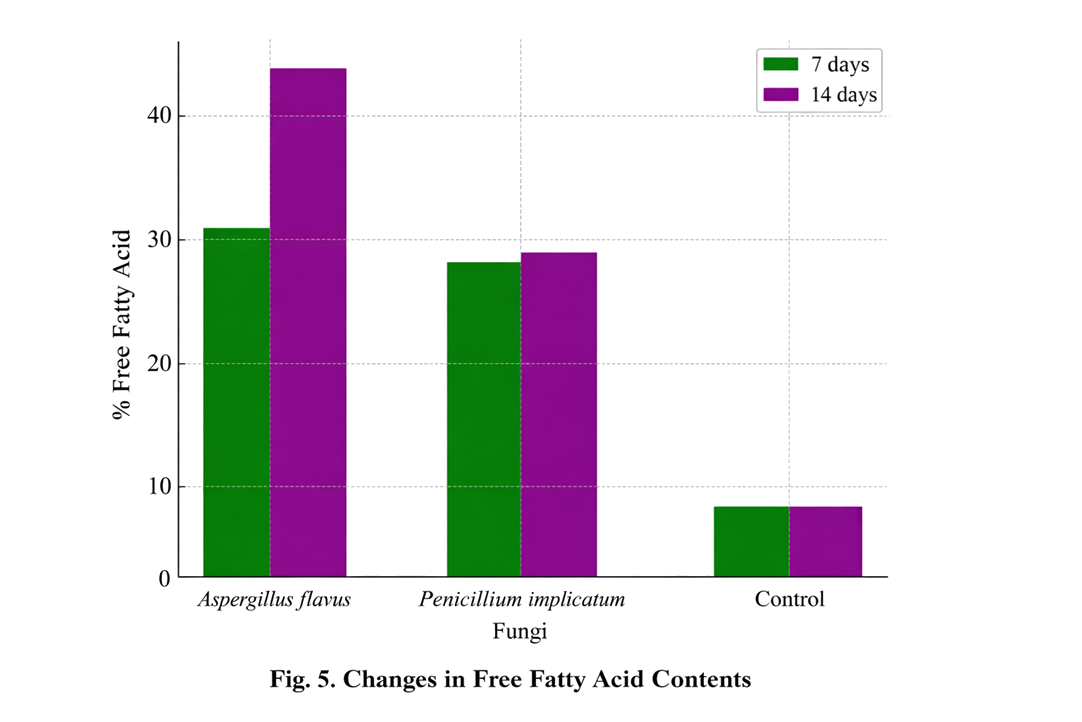 7 days
14 days
% Free Fatty Acid
40
30
20
10
0
Aspergillus flavus
Penicillium implicatum
Control
Fungi
Fig. 5. Changes in Free Fatty Acid Contents